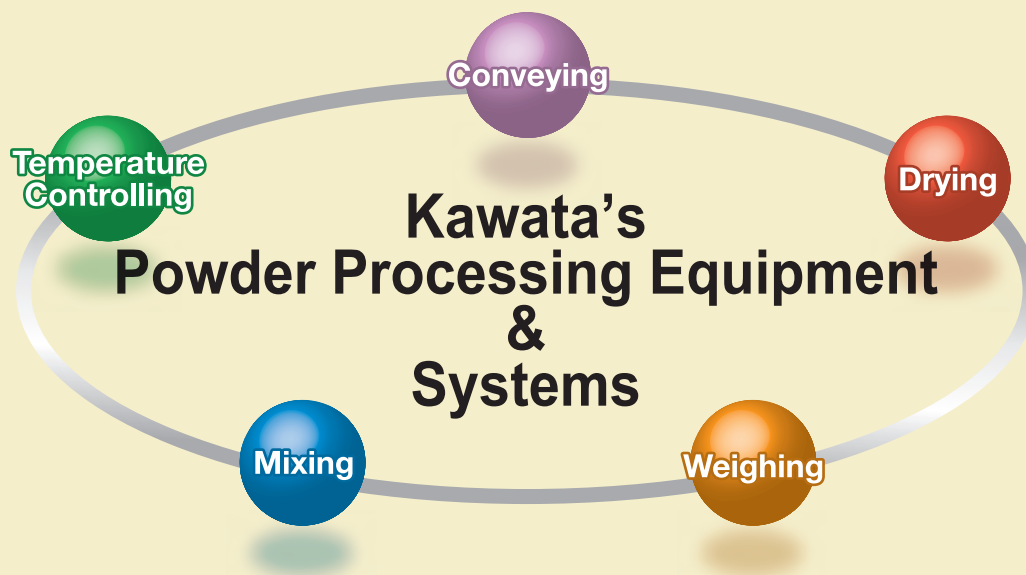 Conveying
Temperature
Controlling
Drying
Kawata’s
Powder Processing Equipment
&
Systems
Mixing
Weighing